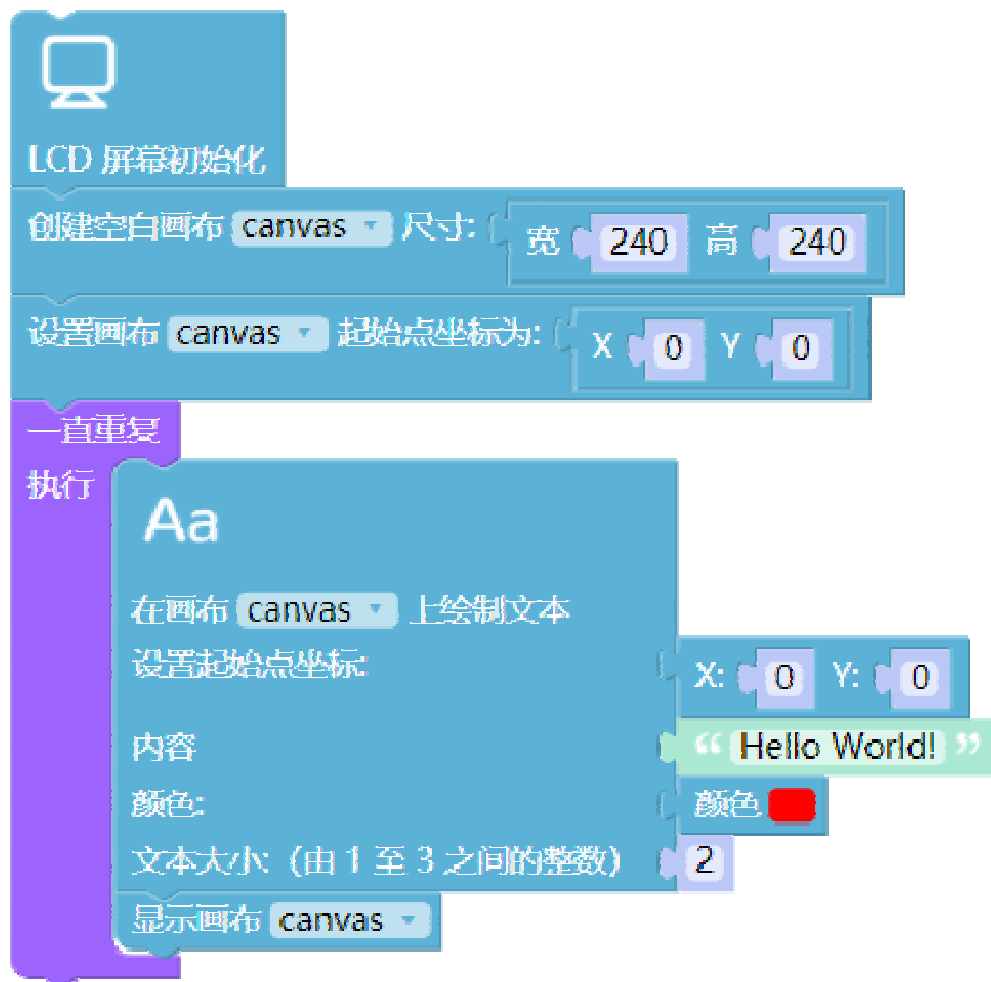 LCD 屏幕初始化
创建空白画布 canvas 尺寸: 宽 240 高 240
设置画布 canvas 起始点坐标为: X 0 Y 0
一直重复
执行
Aa
在画布 canvas 上绘制文本
设置起始点坐标: X: 0 Y: 0
内容 “ Hello World! ”
颜色: 颜色
文本大小: (由 1 至 3 之间的整数) 2
显示画布 canvas